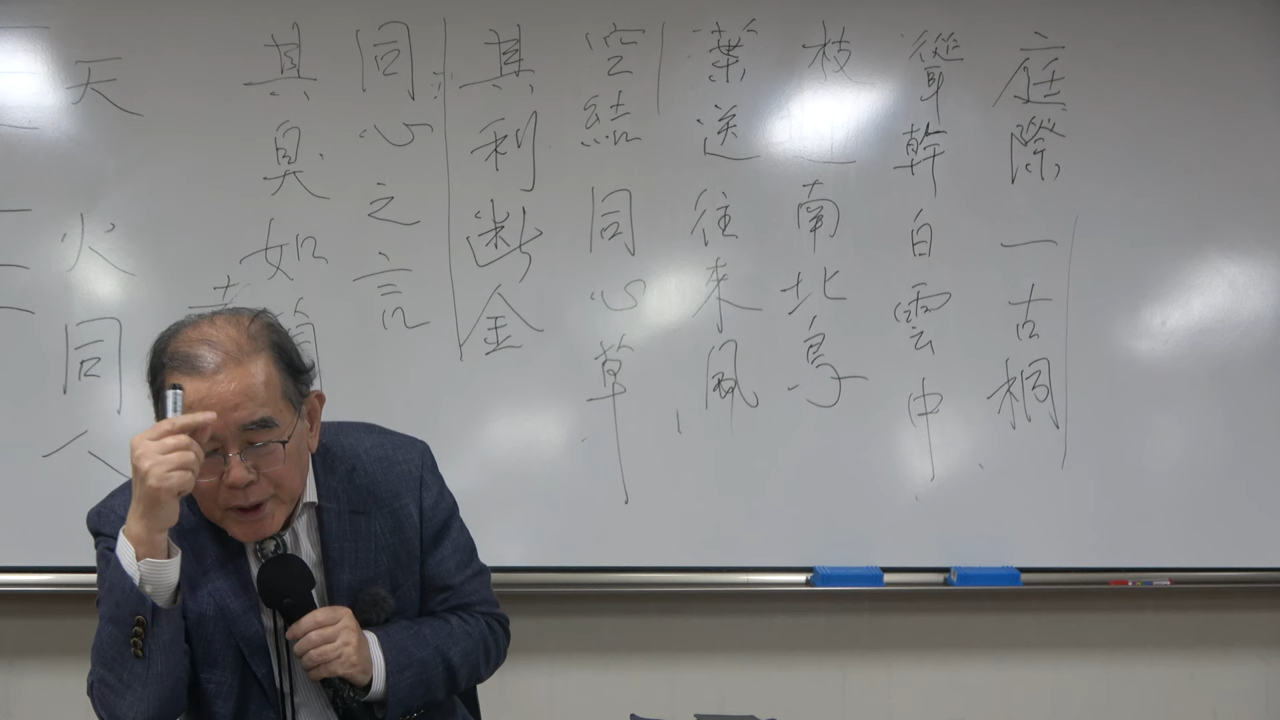 庭際一古桐
聳幹白雲中
枝南北鳥
葉送往來風
空結同心草
其利斷金
同心之言
其臭如
天火同人